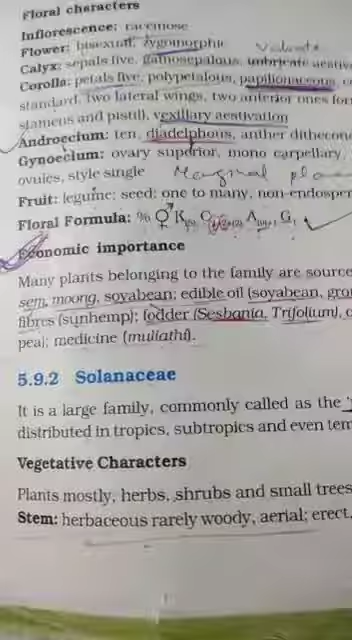 Floral characters
Inflorescence: racemose
Flower: bisexual, zygomorphic
Valvate
Calyx: sepals five, gamosepalous, imbricate aestiv
Corolla: petals five, polypetalous, papilionaceous, c
standard, two lateral wings, two anterior ones for
stamens and pistil), vexillary aestivation
Androecium: ten, diadelphous, anther dithecou
Gynoecium: ovary superior, mono carpellary,
ovules, style single Marginal pla
Fruit: legume; seed: one to many, non-endosper
Floral Formula: % ⚥ K(5) C1+2+(2) A(9)+1 G1
Economic importance
Many plants belonging to the family are source
sem, moong, soyabean; edible oil (soyabean, gro
fibres (sunhemp); fodder (Sesbania, Trifolium), o
pea); medicine (muliathi).
5.9.2 Solanaceae
It is a large family, commonly called as the 'p
distributed in tropics, subtropics and even tem
Vegetative Characters
Plants mostly, herbs, shrubs and small trees
Stem: herbaceous rarely woody, aerial; erect,